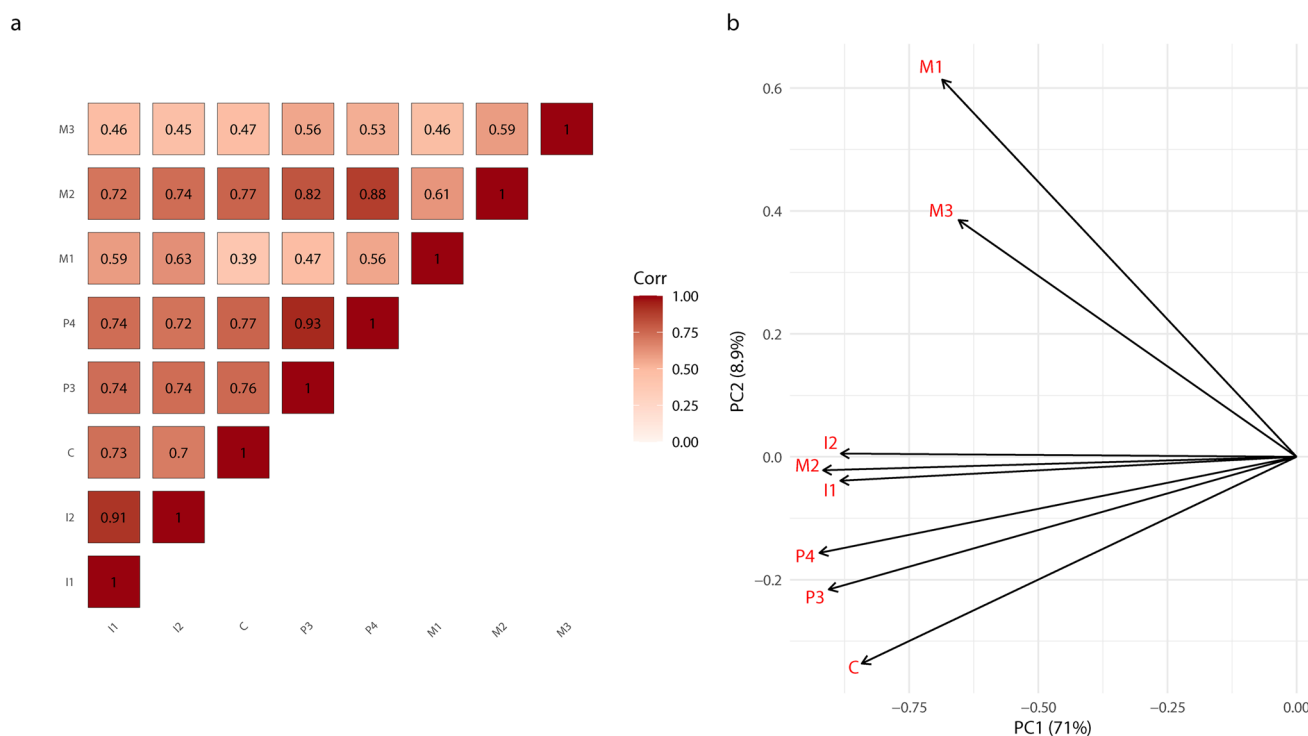 a
M3 0.46 0.45 0.47 0.56 0.53 0.46 0.59 1
M2 0.72 0.74 0.77 0.82 0.88 0.61 1
M1 0.59 0.63 0.39 0.47 0.56 1
P4 0.74 0.72 0.77 0.93 1
P3 0.74 0.74 0.76 1
C 0.73 0.7 1
I2 0.91 1
I1 1
I1 I2 C P3 P4 M1 M2 M3
Corr
1.00
0.75
0.50
0.25
0.00
b
PC2 (8.9%)
0.6
0.4
0.2
0.0
−0.2
M1
M3
I2
M2
I1
P4
P3
C
−0.75 −0.50 −0.25 0.00
PC1 (71%)